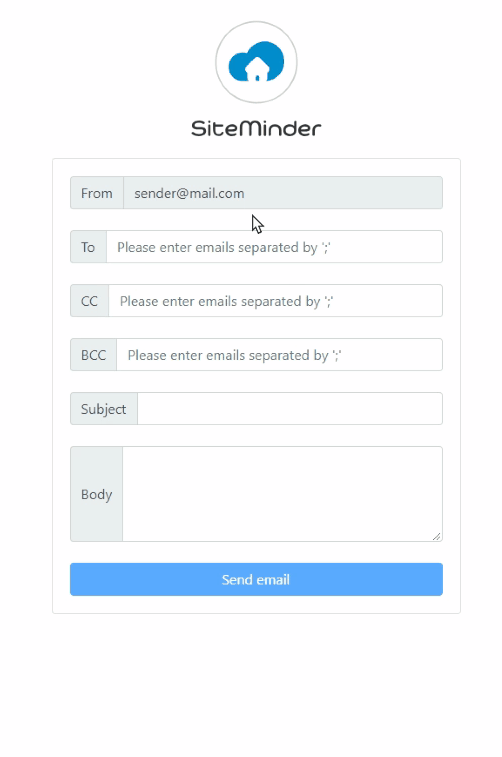 SiteMinder
From sender@mail.com
To Please enter emails separated by ';'
CC Please enter emails separated by ';'
BCC Please enter emails separated by ';'
Subject
Body
Send email